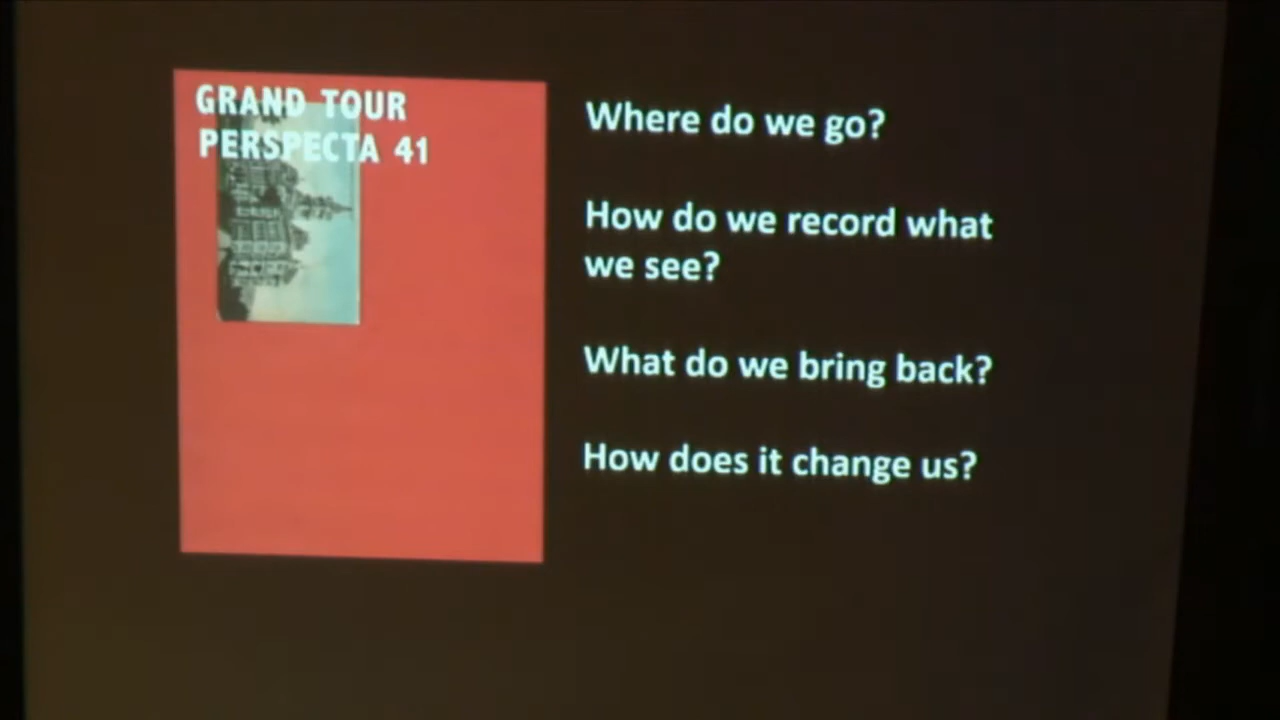 GRAND TOUR
PERSPECTA 41
Where do we go?
How do we record what
we see?
What do we bring back?
How does it change us?